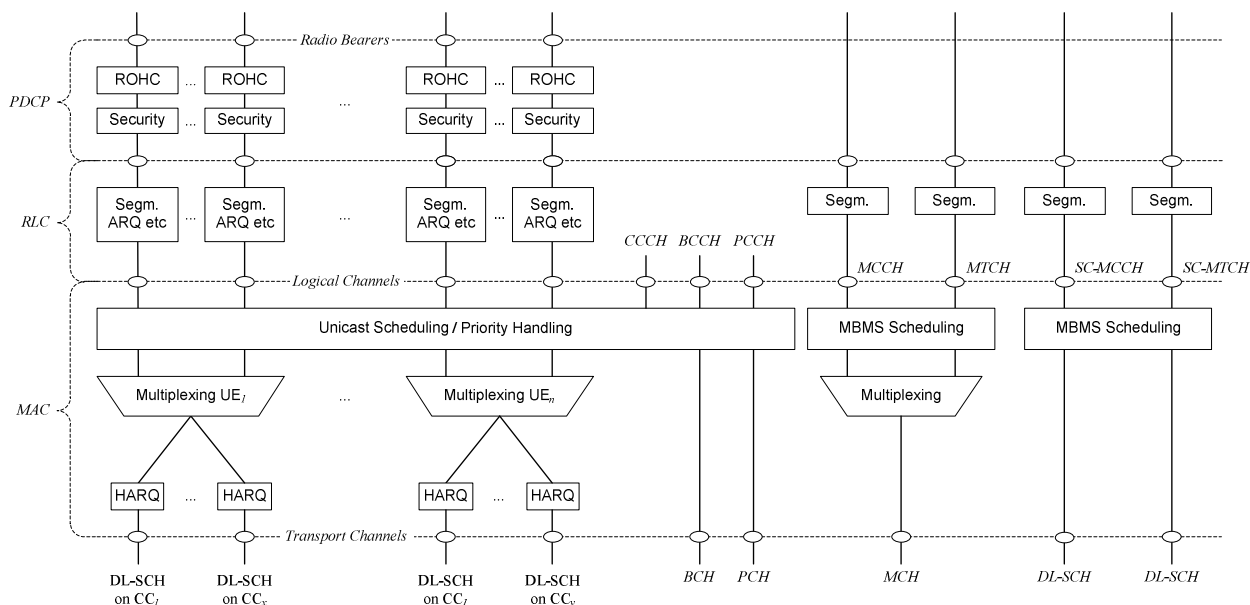 Radio Bearers
ROHC ... ROHC ROHC ... ROHC
PDCP ...
Security ... Security Security ... Security
Segm. Segm. Segm. Segm. Segm. Segm. Segm. Segm.
ARQ etc ... ARQ etc ... ARQ etc ... ARQ etc
RLC
CCCH BCCH PCCH
MCCH MTCH SC-MCCH SC-MTCH
Logical Channels
Unicast Scheduling / Priority Handling MBMS Scheduling MBMS Scheduling
Multiplexing UE1 ... Multiplexing UEn Multiplexing
MAC
HARQ ... HARQ HARQ ... HARQ
Transport Channels
DL-SCH DL-SCH DL-SCH DL-SCH BCH PCH MCH DL-SCH DL-SCH
on CC1 on CCx on CC1 on CCy